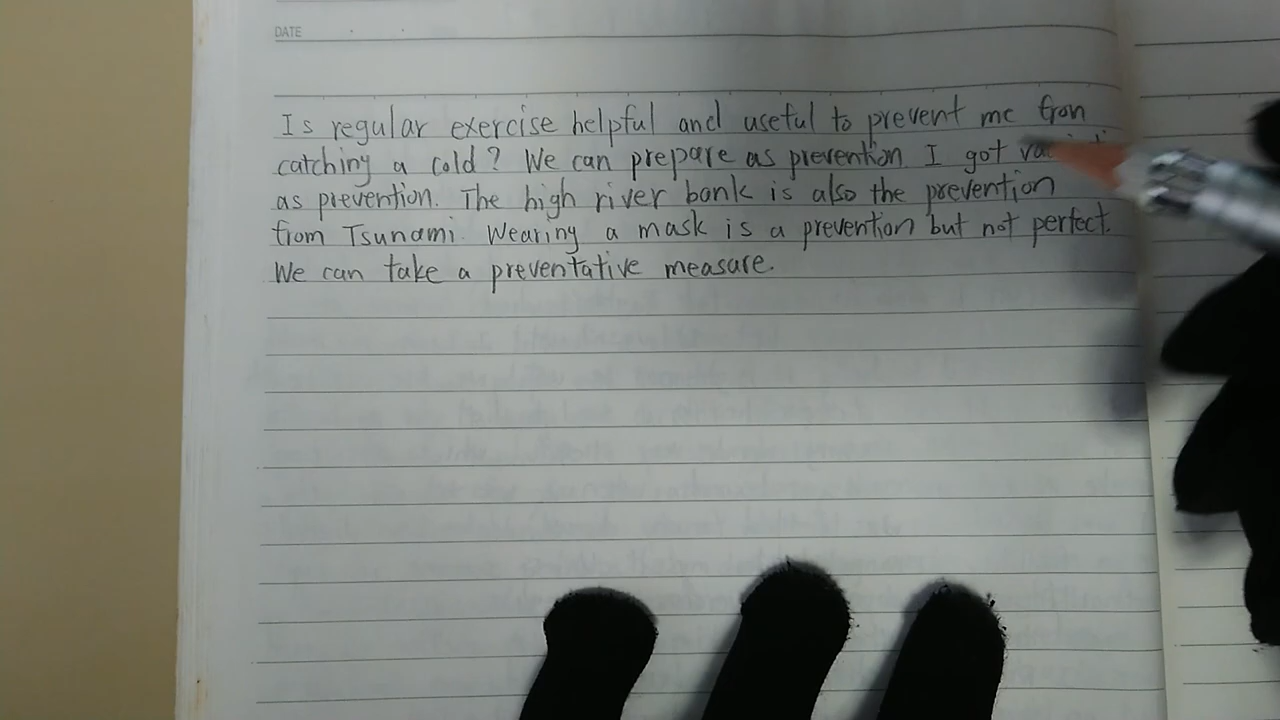 DATE
Is regular exercise helpful and useful to prevent me from
catching a cold? We can prepare as prevention. I got
as prevention. The high river bank is also the prevention
from Tsunami. Wearing a mask is a prevention but not perfect.
We can take a preventative measure.